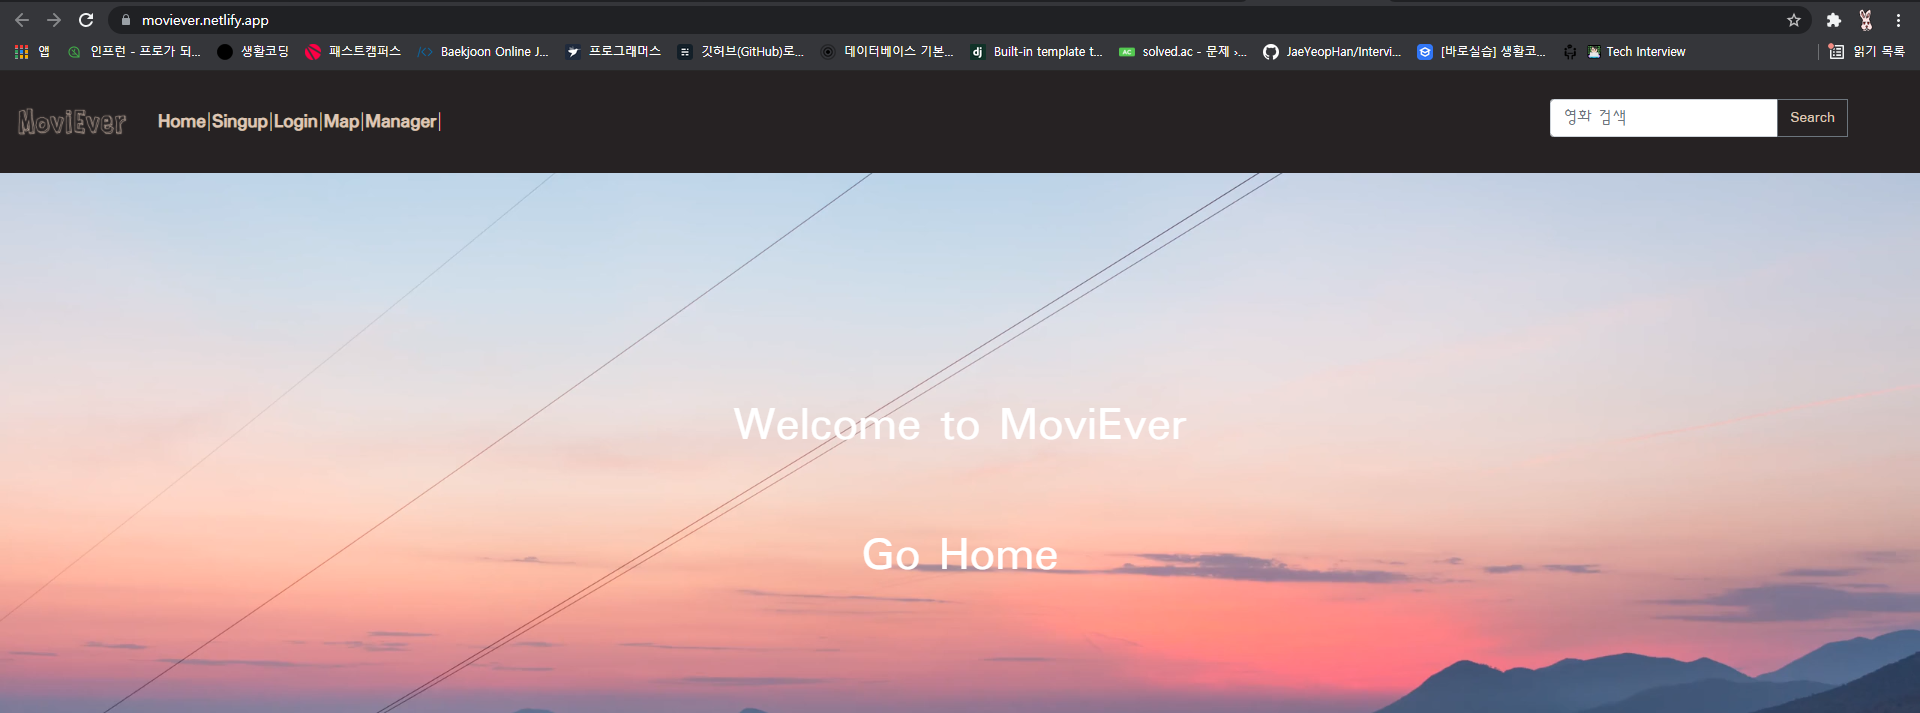 moviever.netlify.app
앱 인프런 - 프로가 되... 생활코딩 패스트캠퍼스 Baekjoon Online J... 프로그래머스 깃허브(GitHub)로... 데이터베이스 기본... dj Built-in template t... AC solved.ac - 문제 ›... JaeYeopHan/Intervi... [바로실습] 생활코... Tech Interview 읽기 목록
MoviEver Home|Singup|Login|Map|Manager| 영화 검색 Search
Welcome to MoviEver
Go Home